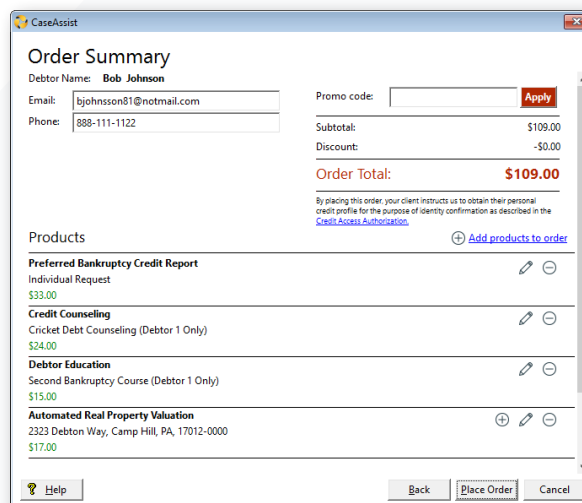 CaseAssist
Order Summary
Debtor Name: Bob Johnson
Email: bjohnsson81@notmail.com
Phone: 888-111-1122
Promo code: Apply
Subtotal: $109.00
Discount: -$0.00
Order Total: $109.00
By placing this order, your client instructs us to obtain their personal
credit profile for the purpose of identity confirmation as described in the
Credit Access Authorization.
Products
Add products to order
Preferred Bankruptcy Credit Report
Individual Request
$33.00
Credit Counseling
Cricket Debt Counseling (Debtor 1 Only)
$24.00
Debtor Education
Second Bankruptcy Course (Debtor 1 Only)
$15.00
Automated Real Property Valuation
2323 Debton Way, Camp Hill, PA, 17012-0000
$17.00
? Help
Back
Place Order
Cancel